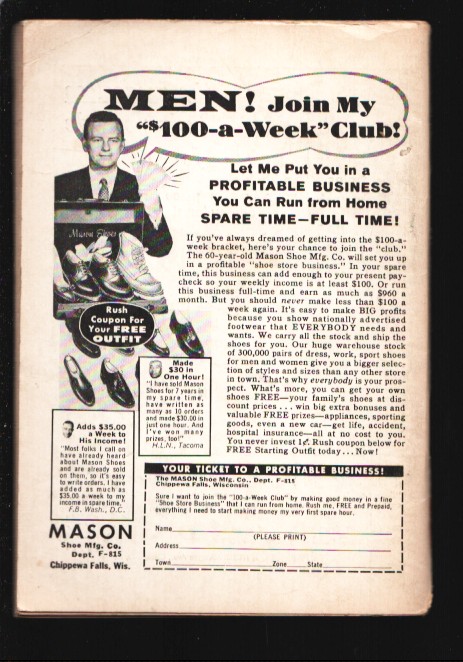 MEN! Join My
"$100-a-Week" Club!
Let Me Put You in a
PROFITABLE BUSINESS
You Can Run from Home
SPARE TIME—FULL TIME!
Mason Shoes
If you've always dreamed of getting into the $100-a-
week bracket, here's your chance to join the "club."
The 60-year-old Mason Shoe Mfg. Co. will set you up
in a profitable "shoe store business." In your spare
time, this business can add enough to your present pay-
check so your weekly income is at least $100. Or run
this business full-time and earn as much as $960 a
month. But you should never make less than $100 a
week again. It's easy to make BIG profits
because you show nationally advertised
footwear that EVERYBODY needs and
wants. We carry all the stock and ship the
shoes for you. Our huge warehouse stock
of 300,000 pairs of dress, work, sport shoes
for men and women give you a bigger selec-
tion of styles and sizes than any other store
in town. That's why everybody is your pros-
pect. What's more, you can get your own
shoes FREE—your family's shoes at dis-
count prices . . . win big extra bonuses and
valuable FREE prizes—appliances, sporting
goods, even a new car—get life, accident,
hospital insurance—all at no cost to you.
You never invest 1¢. Rush coupon below for
FREE Starting Outfit today . . . Now!
Rush
Coupon For
Your FREE
OUTFIT
Made
$30 in
One Hour!
"I have sold Mason
Shoes for 7 years in
my spare time,
have written as
many as 10 orders
and made $30.00 in
just one hour. And
I've won many
prizes, too!"
H.L.N., Tacoma
Adds $35.00
a Week to
His Income!
"Most folks I call on
have already heard
about Mason Shoes
and are already sold
on them, so it's easy
to write orders. I have
added as much as
$35.00 a week to my
income in spare time."
F.B. Wash., D.C.
MASON
Shoe Mfg. Co.
Dept. F-815
Chippewa Falls, Wis.
YOUR TICKET TO A PROFITABLE BUSINESS!
The MASON Shoe Mfg. Co., Dept. F-815
Chippewa Falls, Wisconsin
Sure I want to join the "100-a-Week Club" by making good money in a fine
"Shoe Store Business" that I can run from home. Rush me, FREE and Prepaid,
everything I need to start making money my very first spare hour.
Name
(PLEASE PRINT)
Address
Town Zone State